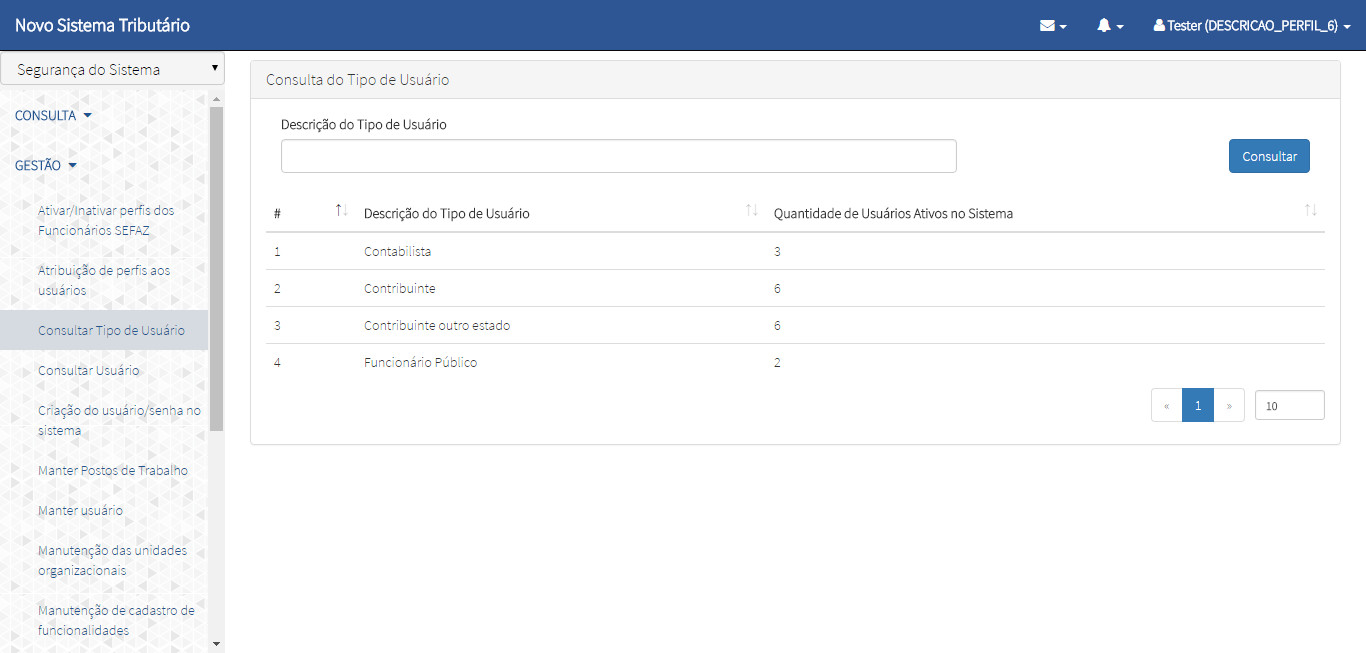 Novo Sistema Tributário
Tester (DESCRICAO_PERFIL_6)
Segurança do Sistema
CONSULTA
GESTÃO
Ativar/Inativar perfis dos
Funcionários SEFAZ
Atribuição de perfis aos
usuários
Consultar Tipo de Usuário
Consultar Usuário
Criação do usuário/senha no
sistema
Manter Postos de Trabalho
Manter usuário
Manutenção das unidades
organizacionais
Manutenção de cadastro de
funcionalidades
Consulta do Tipo de Usuário
Descrição do Tipo de Usuário
Consultar
# Descrição do Tipo de Usuário Quantidade de Usuários Ativos no Sistema
1 Contabilista 3
2 Contribuinte 6
3 Contribuinte outro estado 6
4 Funcionário Público 2
« 1 » 10